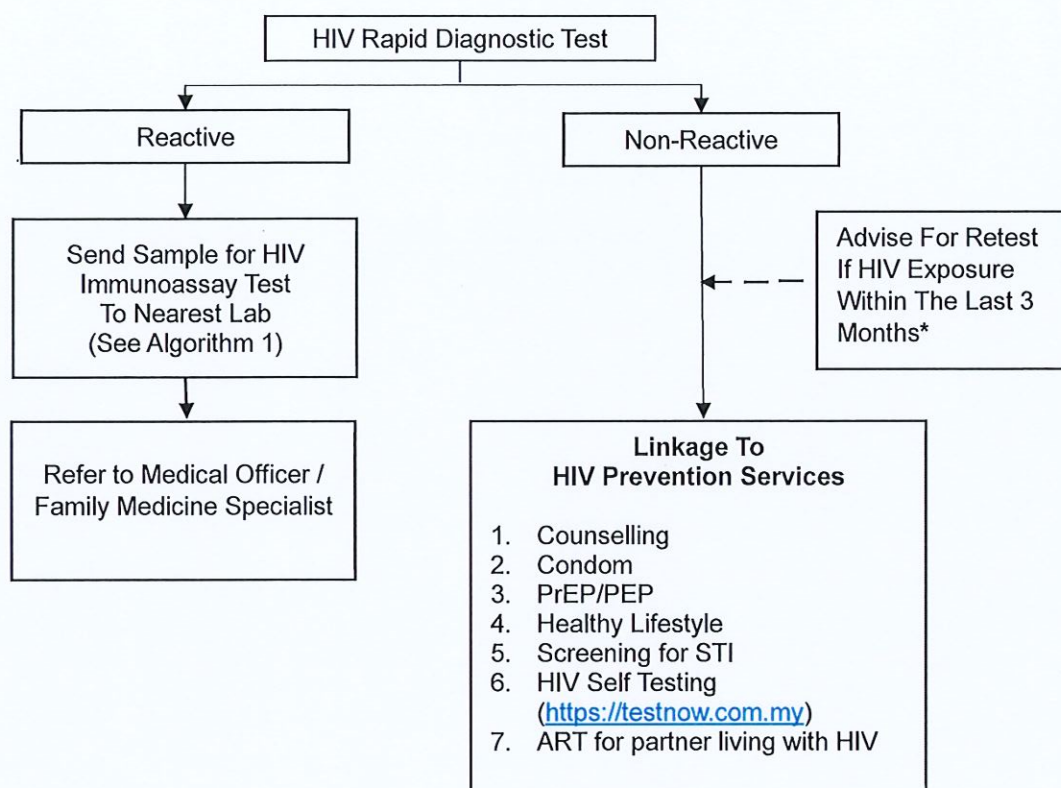 HIV Rapid Diagnostic Test
Reactive
Non-Reactive
Send Sample for HIV
Immunoassay Test
To Nearest Lab
(See Algorithm 1)
Advise For Retest
If HIV Exposure
Within The Last 3
Months*
Refer to Medical Officer /
Family Medicine Specialist
Linkage To
HIV Prevention Services
1. Counselling
2. Condom
3. PrEP/PEP
4. Healthy Lifestyle
5. Screening for STI
6. HIV Self Testing
(https://testnow.com.my)
7. ART for partner living with HIV